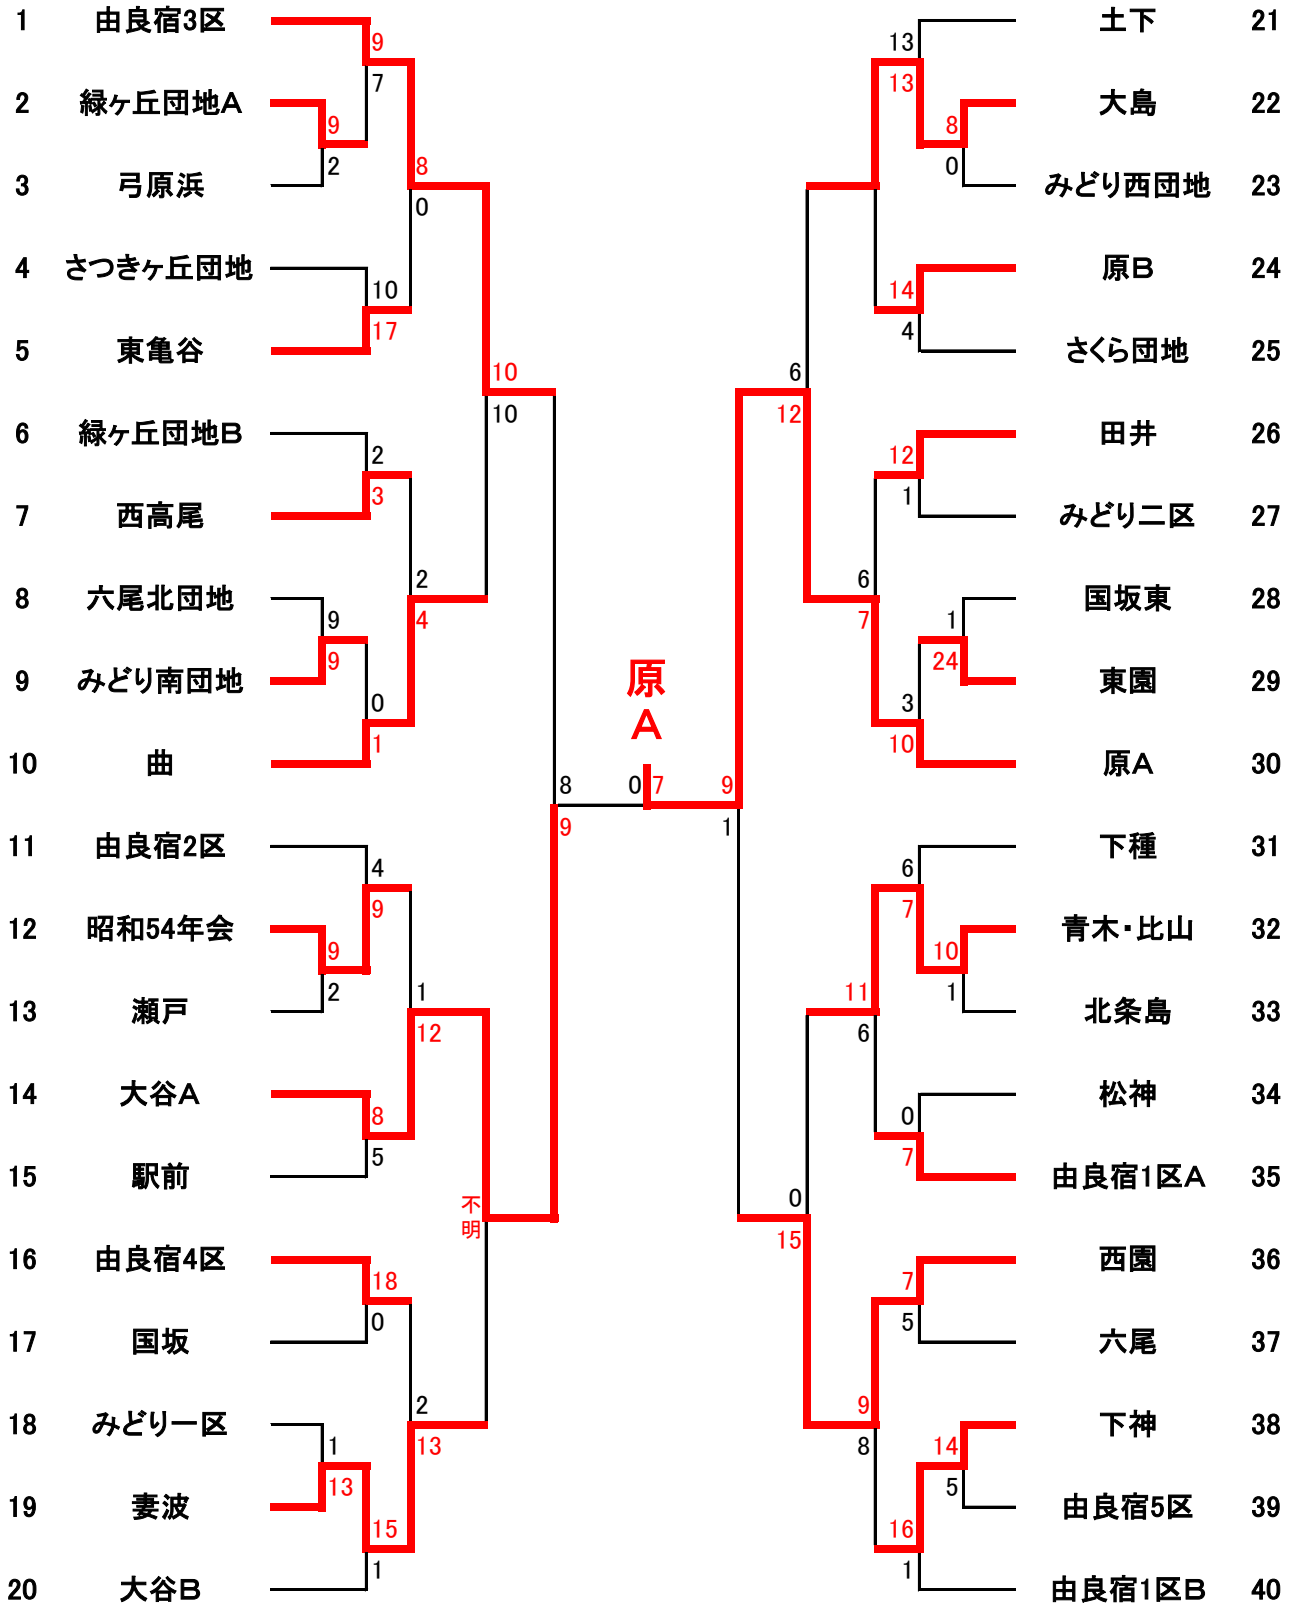 1 由良宿3区
9
7
2 緑ヶ丘団地A
9
2
3 弓原浜
8
0
4 さつきヶ丘団地
10
17
5 東亀谷
10
10
6 緑ヶ丘団地B
2
3
7 西高尾
2
4
8 六尾北団地
9
9
9 みどり南団地
0
1
10 曲
8
9
11 由良宿2区
4
9
12 昭和54年会
9
2
13 瀬戸
1
12
14 大谷A
8
5
15 駅前
不明
16 由良宿4区
18
0
17 国坂
2
13
18 みどり一区
1
13
19 妻波
15
1
20 大谷B
原A
0 7
土下 21
13
13
大島 22
8
0
みどり西団地 23
原B 24
14
4
さくら団地 25
6
12
田井 26
12
1
みどり二区 27
6
7
国坂東 28
1
24
東園 29
3
10
原A 30
9
1
下種 31
6
7
青木・比山 32
10
1
北条島 33
11
6
松神 34
0
7
由良宿1区A 35
0
15
西園 36
7
5
六尾 37
9
8
下神 38
14
5
由良宿5区 39
16
1
由良宿1区B 40